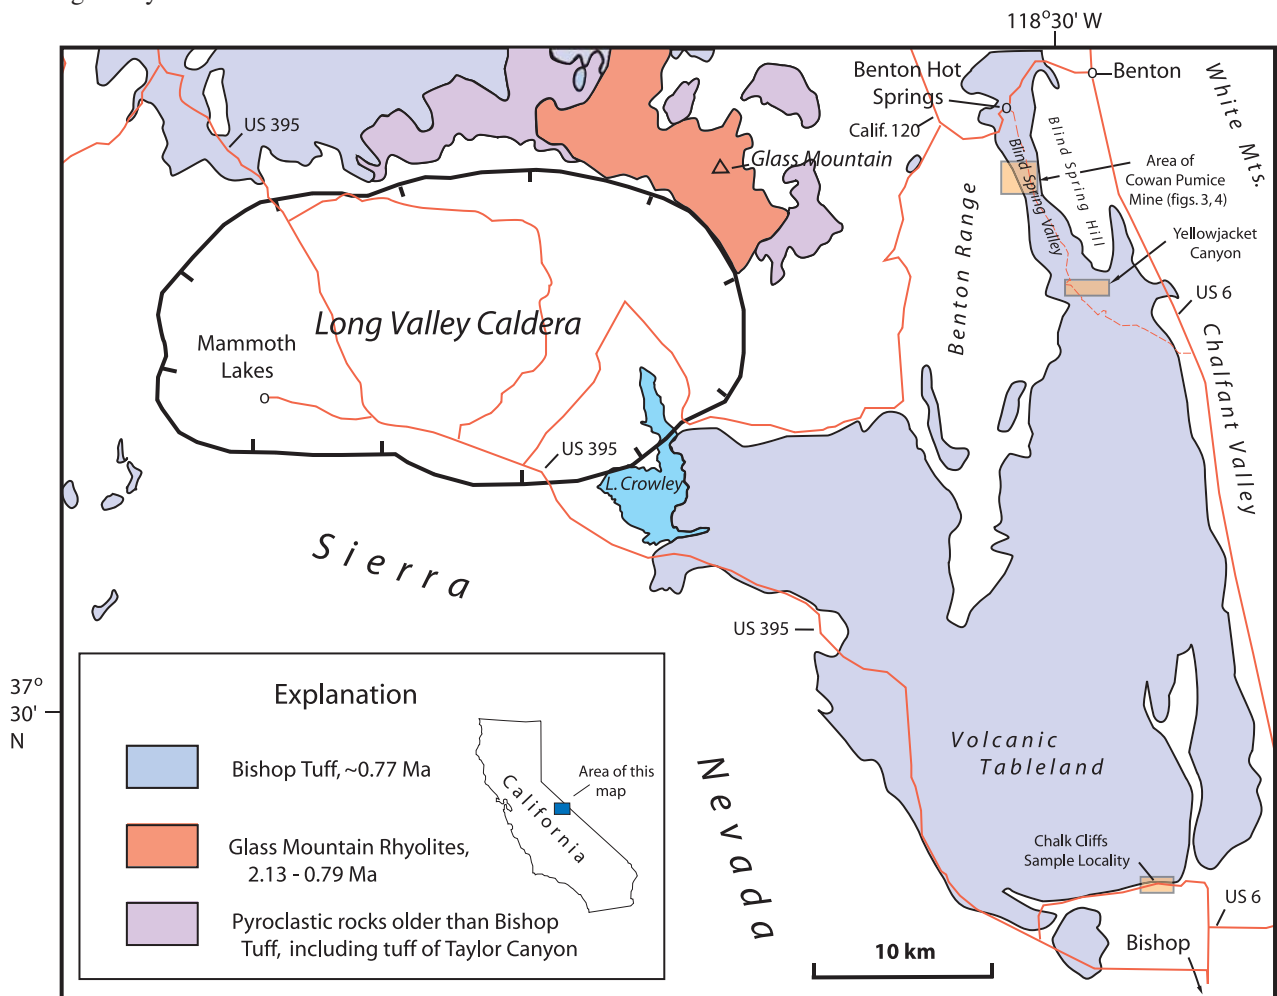 118°30' W
Benton Hot
Springs
Benton
White Mts.
US 395
Calif. 120
Glass Mountain
Blind Spring Valley
Blind Spring Hill
Area of
Cowan Pumice
Mine (figs. 3, 4)
Yellowjacket
Canyon
Benton Range
US 6
Long Valley Caldera
Mammoth
Lakes
Chalfant Valley
US 395
L. Crowley
Sierra
US 395
37°
30'
N
Explanation
Bishop Tuff, ~0.77 Ma
Glass Mountain Rhyolites,
2.13 - 0.79 Ma
Pyroclastic rocks older than Bishop
Tuff, including tuff of Taylor Canyon
California
Area of this
map
Nevada
Volcanic
Tableland
Chalk Cliffs
Sample Locality
US 6
Bishop
10 km